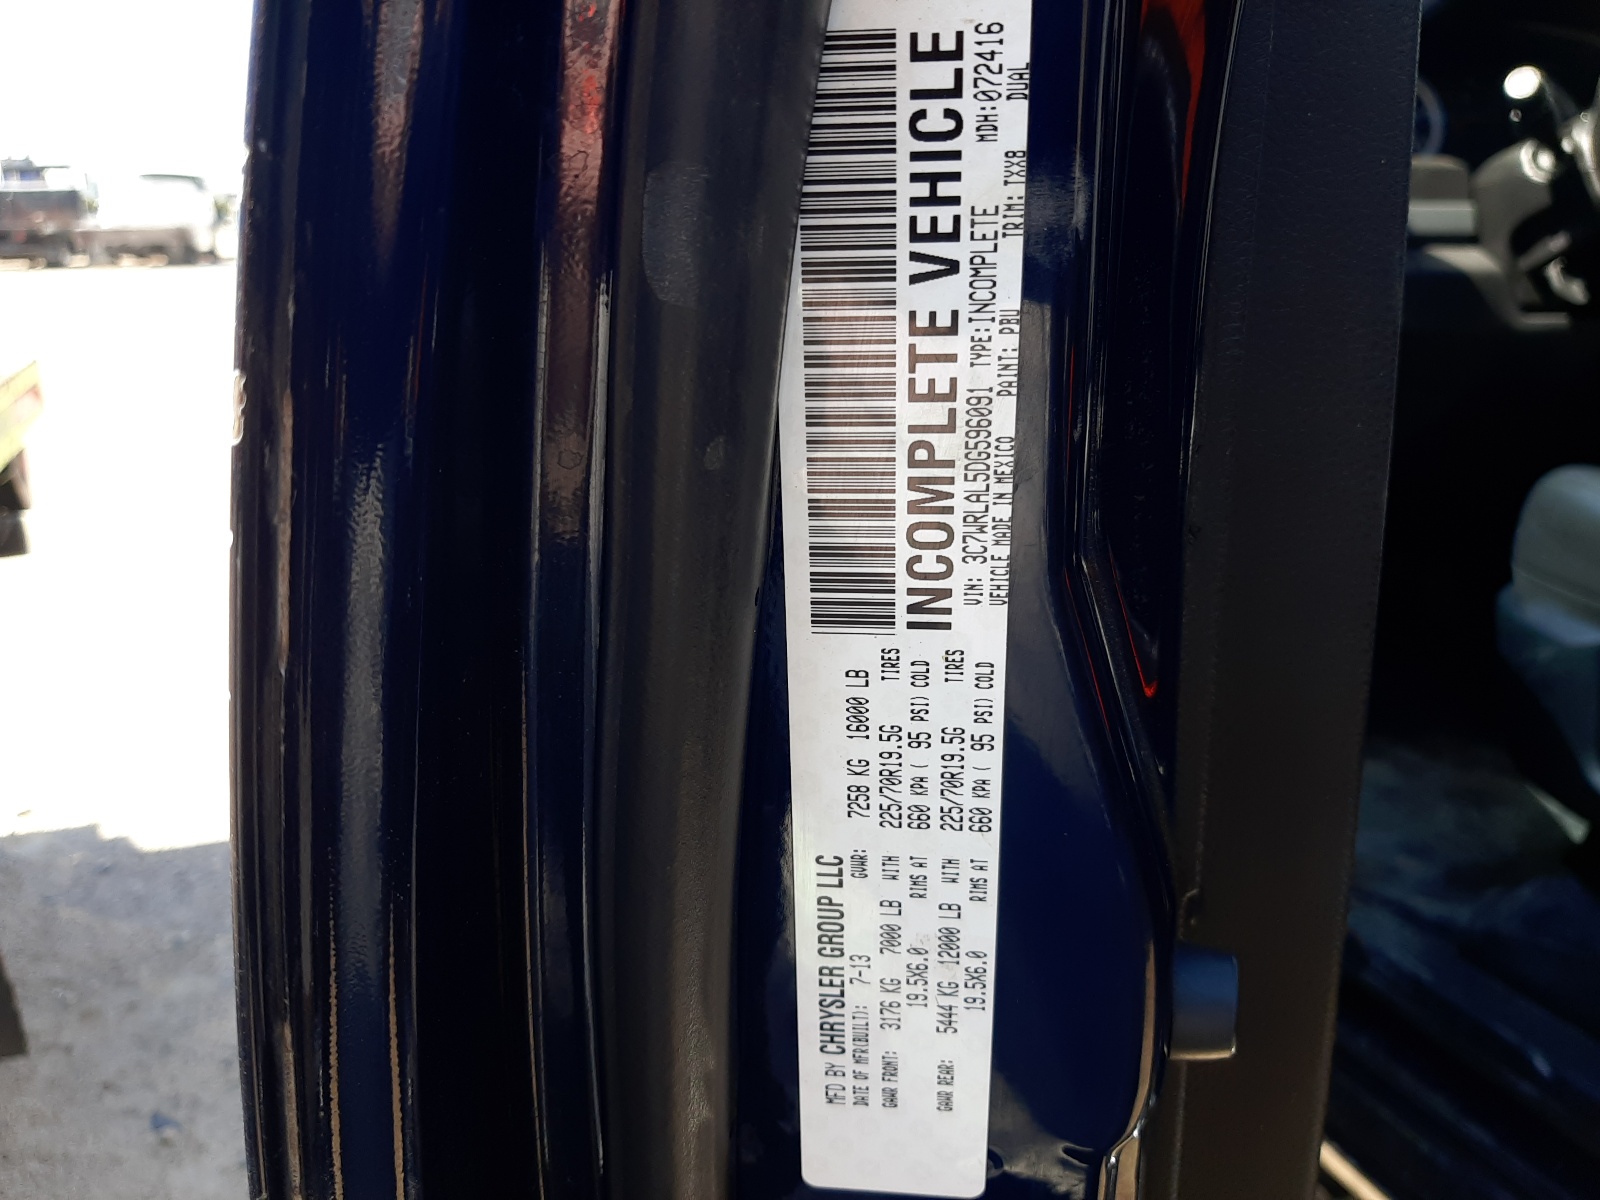 MFD BY CHRYSLER GROUP LLC
DATE OF MFR(BUILT): 7-13 GVWR: 7258 KG 16000 LB
GAWR FRONT: 3176 KG 7000 LB WITH 225/70R19.5G TIRES
19.5X6.0 RIMS AT 660 KPA ( 95 PSI) COLD
GAWR REAR: 5444 KG 12000 LB WITH 225/70R19.5G TIRES
19.5X6.0 RIMS AT 660 KPA ( 95 PSI) COLD
INCOMPLETE VEHICLE
VIN: 3C7WRLAL5DG596091 TYPE:INCOMPLETE MDH:072416
VEHICLE MADE IN MEXICO PAINT: PBU TRIM: TXX8 DUAL